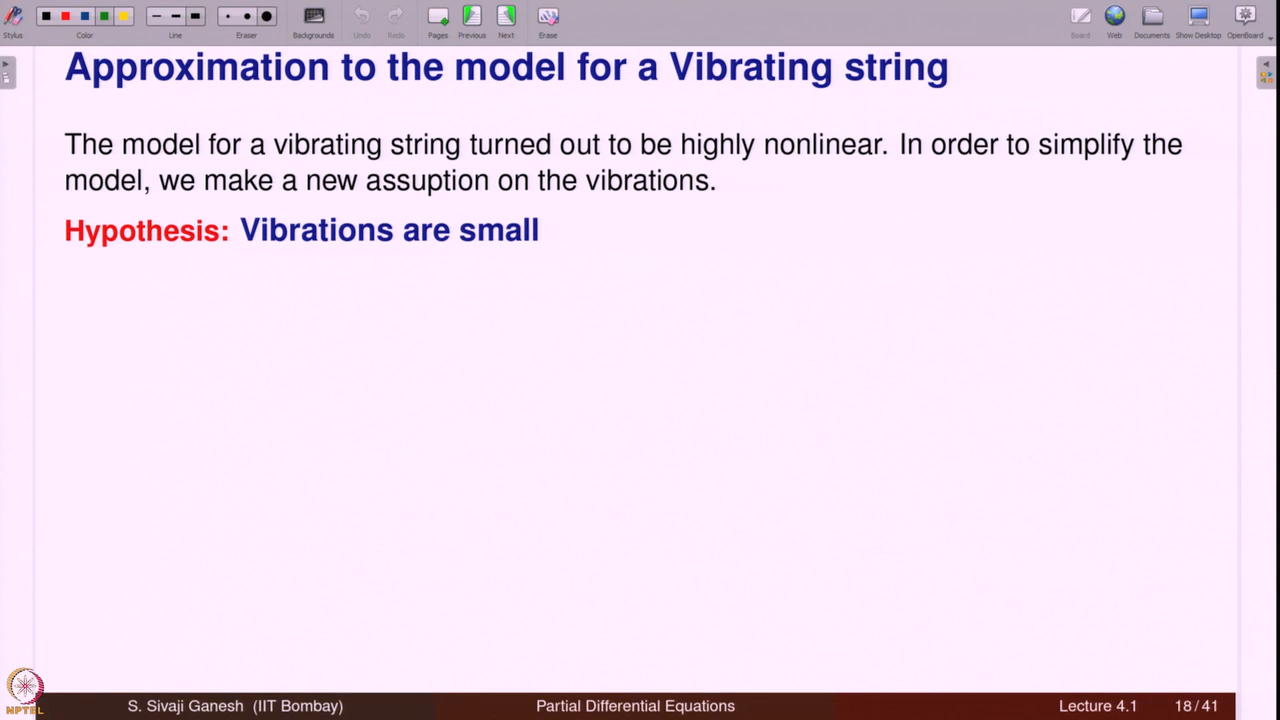 Stylus
Color
Line
Eraser
Backgrounds
Undo
Redo
Pages
Previous
Next
Erase
Board
Web
Documents
Show Desktop
OpenBoard
Approximation to the model for a Vibrating string
The model for a vibrating string turned out to be highly nonlinear. In order to simplify the
model, we make a new assuption on the vibrations.
Hypothesis: Vibrations are small
NPTEL
S. Sivaji Ganesh (IIT Bombay)
Partial Differential Equations
Lecture 4.1
18/41